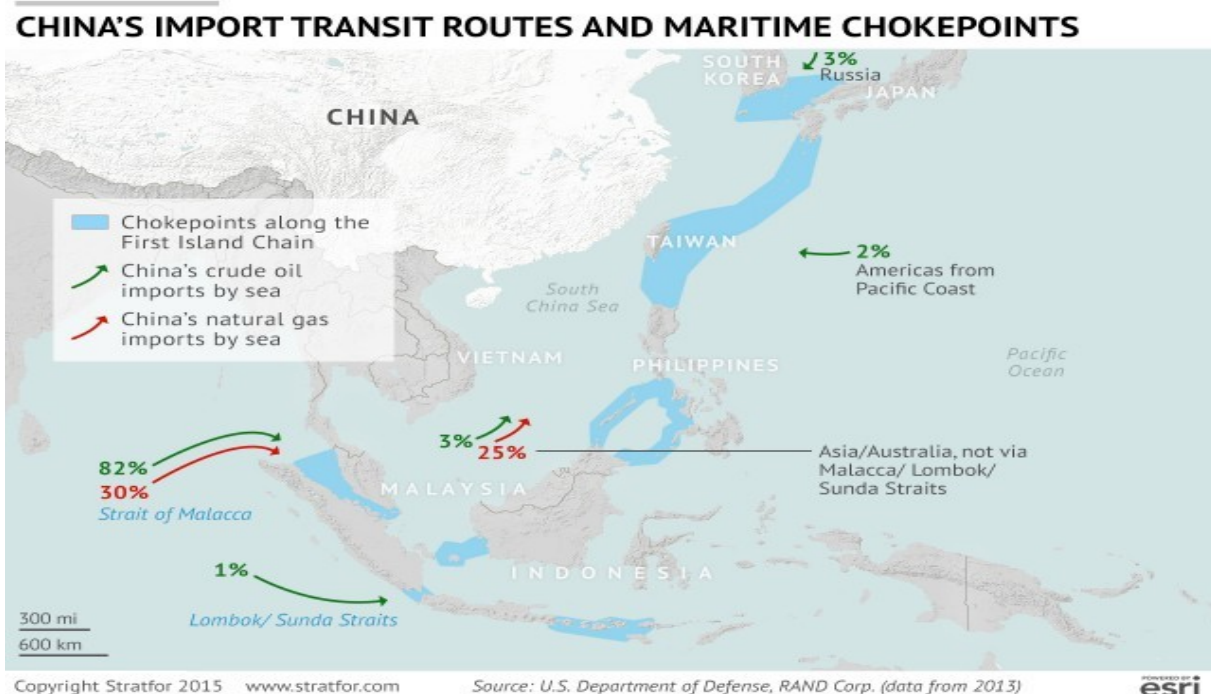 CHINA'S IMPORT TRANSIT ROUTES AND MARITIME CHOKEPOINTS
SOUTH
KOREA
3%
Russia
JAPAN
CHINA
Chokepoints along the
First Island Chain
China's crude oil
imports by sea
China's natural gas
imports by sea
TAIWAN
2%
Americas from
Pacific Coast
South
China Sea
VIETNAM
PHILIPPINES
Pacific
Ocean
82%
30%
Strait of Malacca
3%
25%
Asia/Australia, not via
Malacca/ Lombok/
Sunda Straits
MALAYSIA
INDONESIA
1%
Lombok/ Sunda Straits
300 mi
600 km
Copyright Stratfor 2015 www.stratfor.com Source: U.S. Department of Defense, RAND Corp. (data from 2013)
POWERED BY
esri